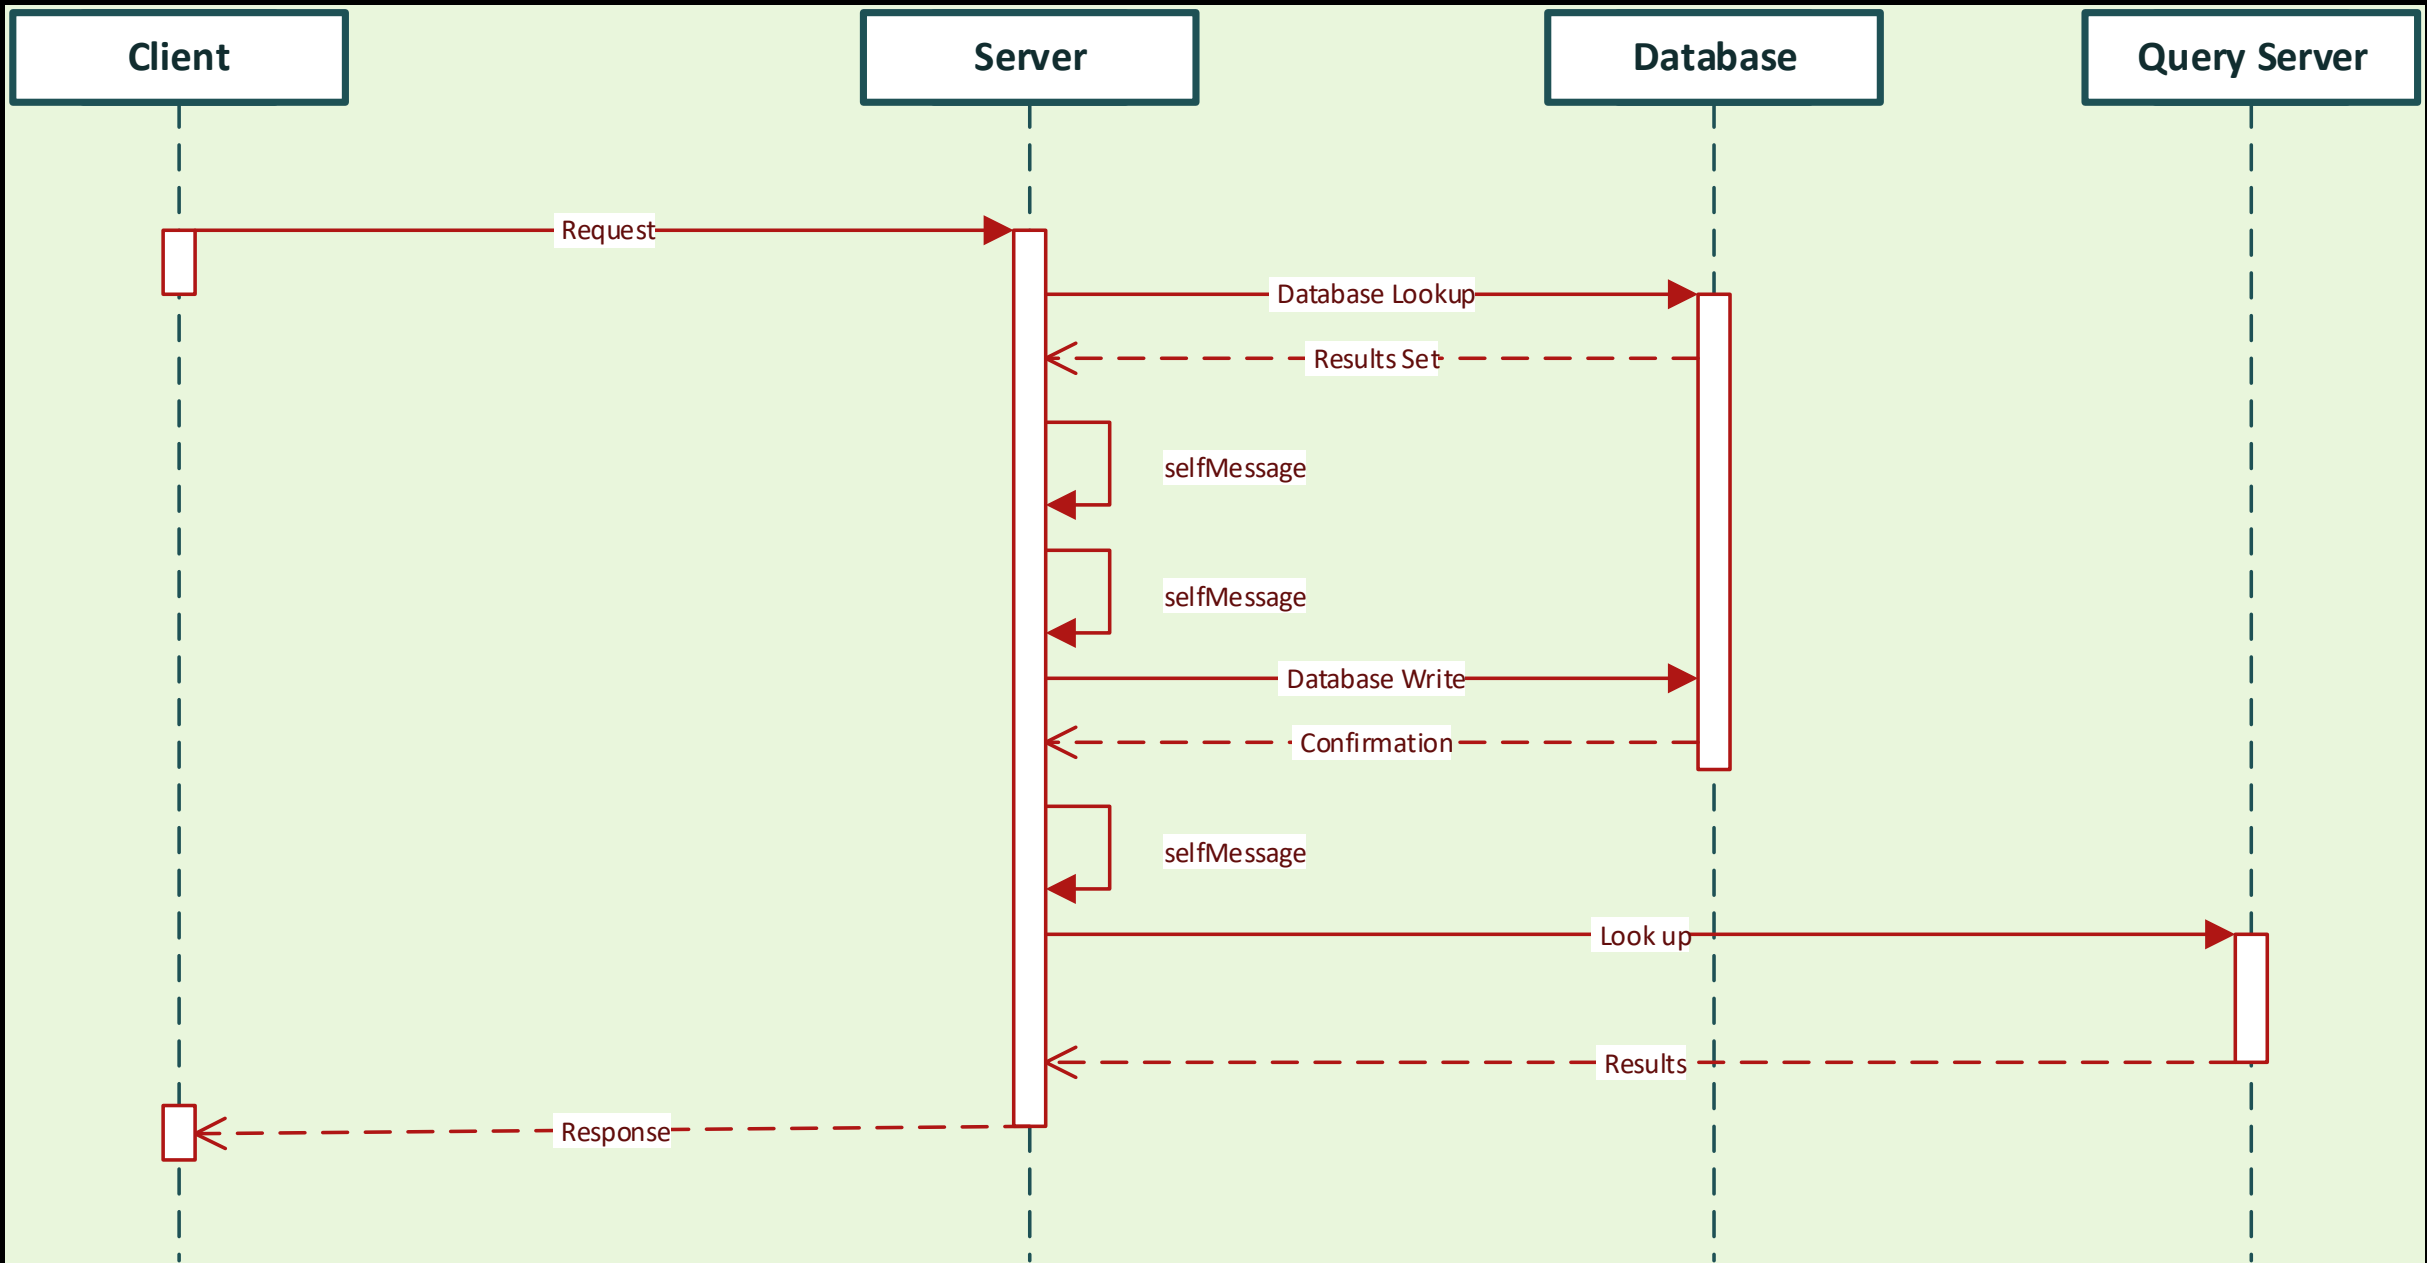 Client
Server
Database
Query Server
Request
Database Lookup
Results Set
selfMessage
selfMessage
Database Write
Confirmation
selfMessage
Look up
Results
Response